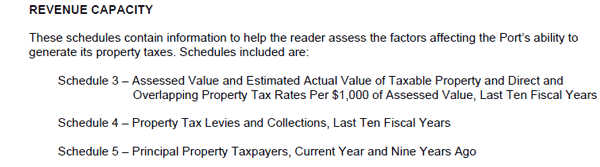 REVENUE CAPACITY
These schedules contain information to help the reader assess the factors affecting the Port's ability to
generate its property taxes. Schedules included are:
Schedule 3 – Assessed Value and Estimated Actual Value of Taxable Property and Direct and
Overlapping Property Tax Rates Per $1,000 of Assessed Value, Last Ten Fiscal Years
Schedule 4 – Property Tax Levies and Collections, Last Ten Fiscal Years
Schedule 5 – Principal Property Taxpayers, Current Year and Nine Years Ago